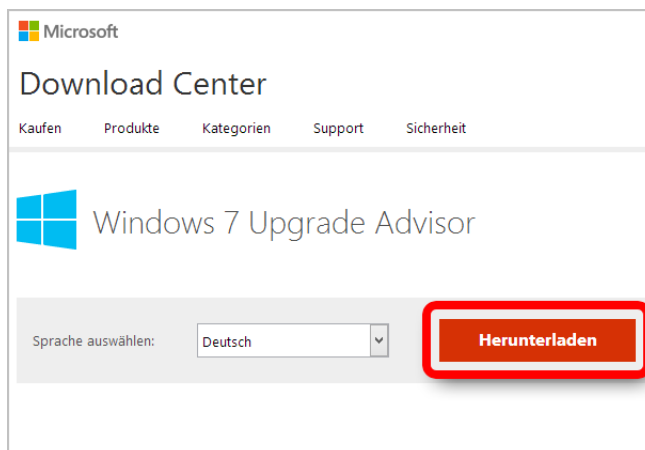 Microsoft
Download Center
Kaufen Produkte Kategorien Support Sicherheit
Windows 7 Upgrade Advisor
Sprache auswählen: Deutsch Herunterladen